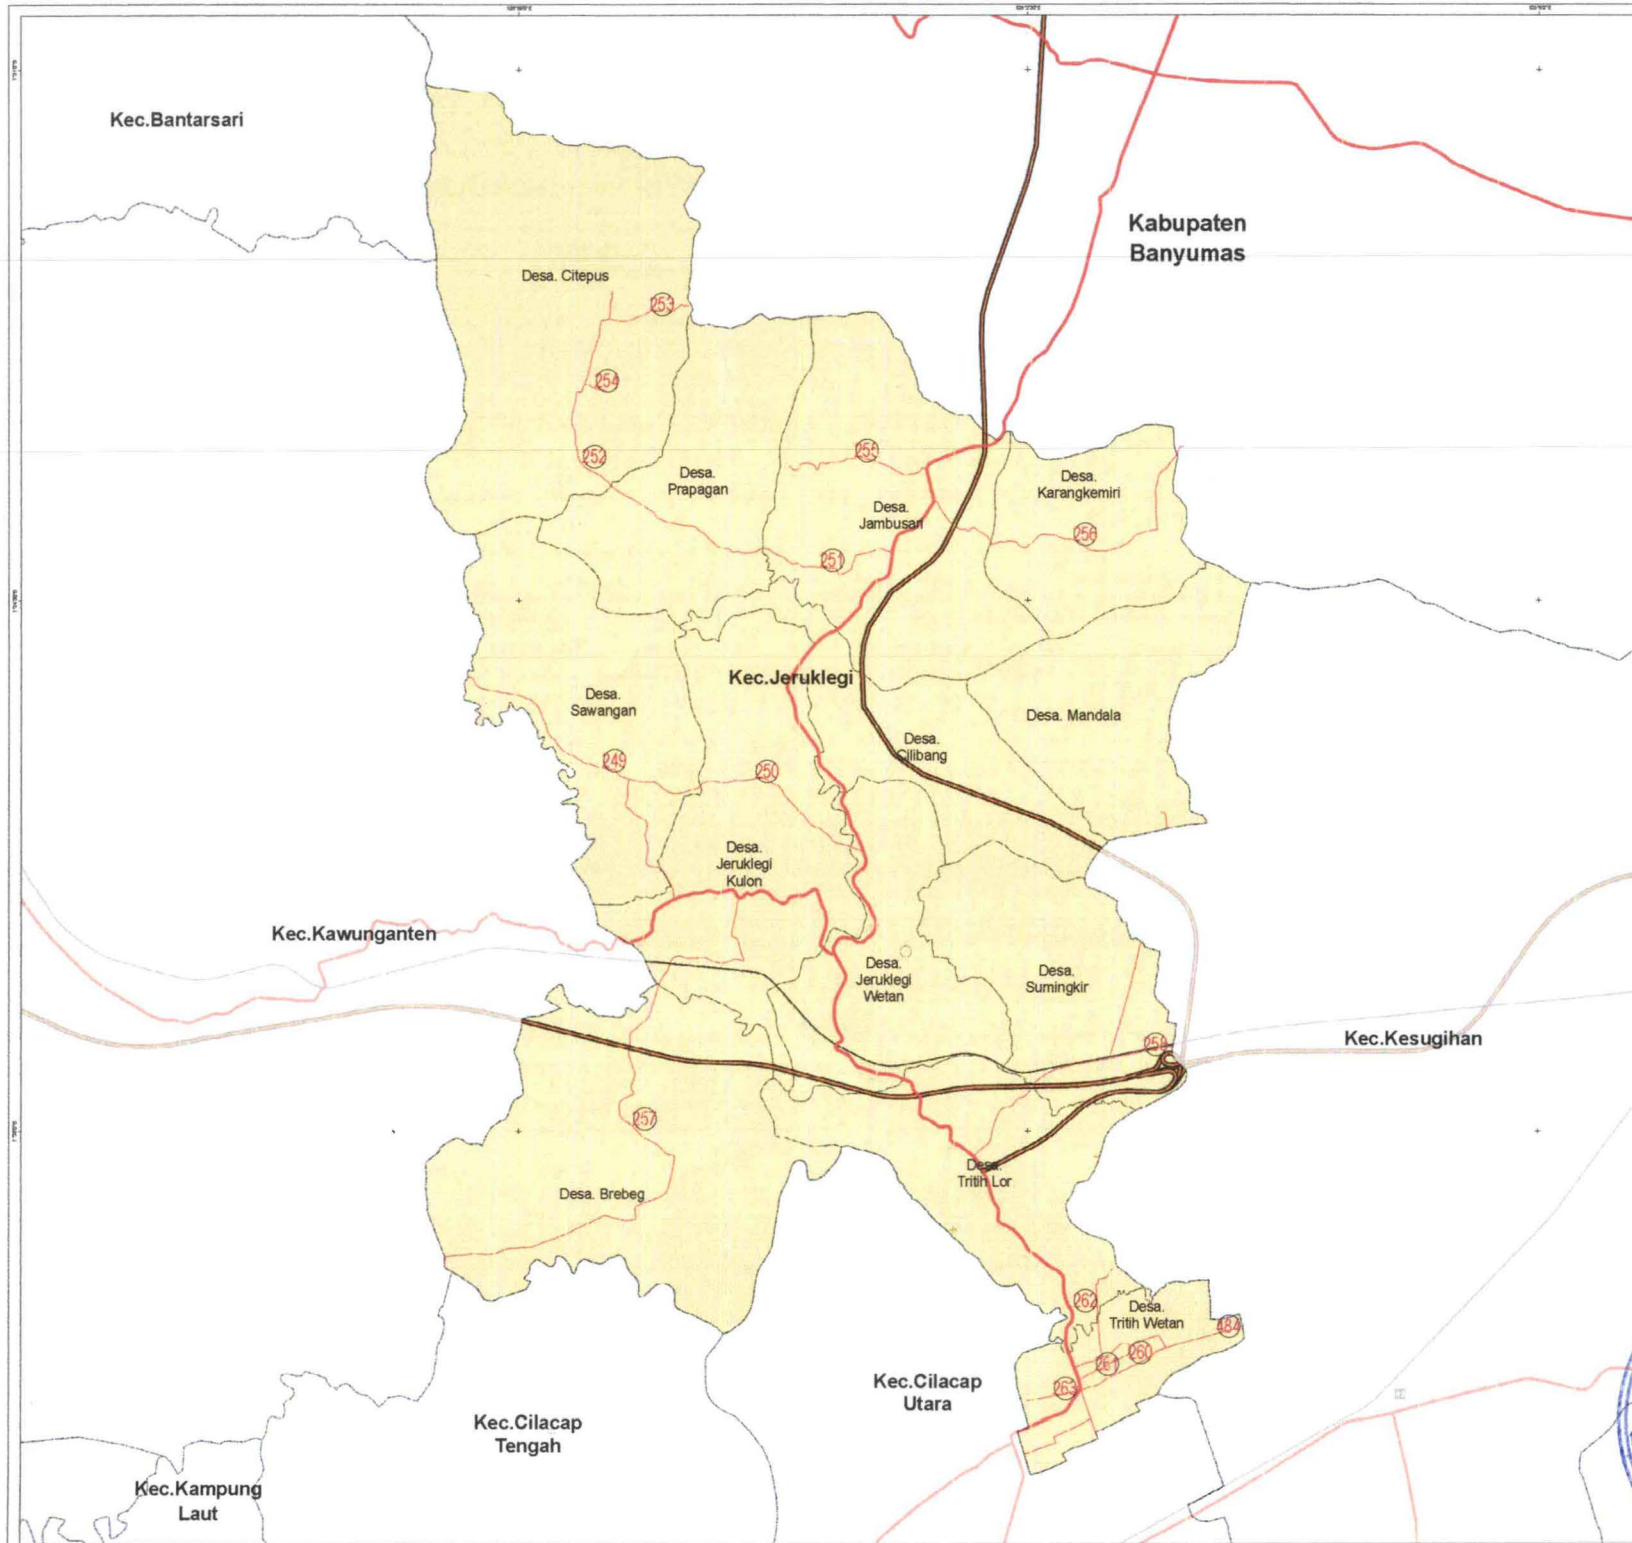 Kec.Bantarsari
Kabupaten
Banyumas
Desa. Citepus
253
254
252
255
Desa.
Prapagan
Desa.
Karangkemiri
Desa.
Jambusari
256
251
Kec.Jeruklegi
Desa.
Sawangan
Desa. Mandala
Desa.
Cilibang
249
250
Desa.
Jeruklegi
Kulon
Kec.Kawunganten
Desa.
Jeruklegi
Wetan
Desa.
Sumingkir
Kec.Kesugihan
257
Desa.
Tritih Lor
Desa. Brebeg
262
Desa.
Tritih Wetan
484
260
261
263
Kec.Cilacap
Utara
Kec.Cilacap
Tengah
Kec.Kampung
Laut